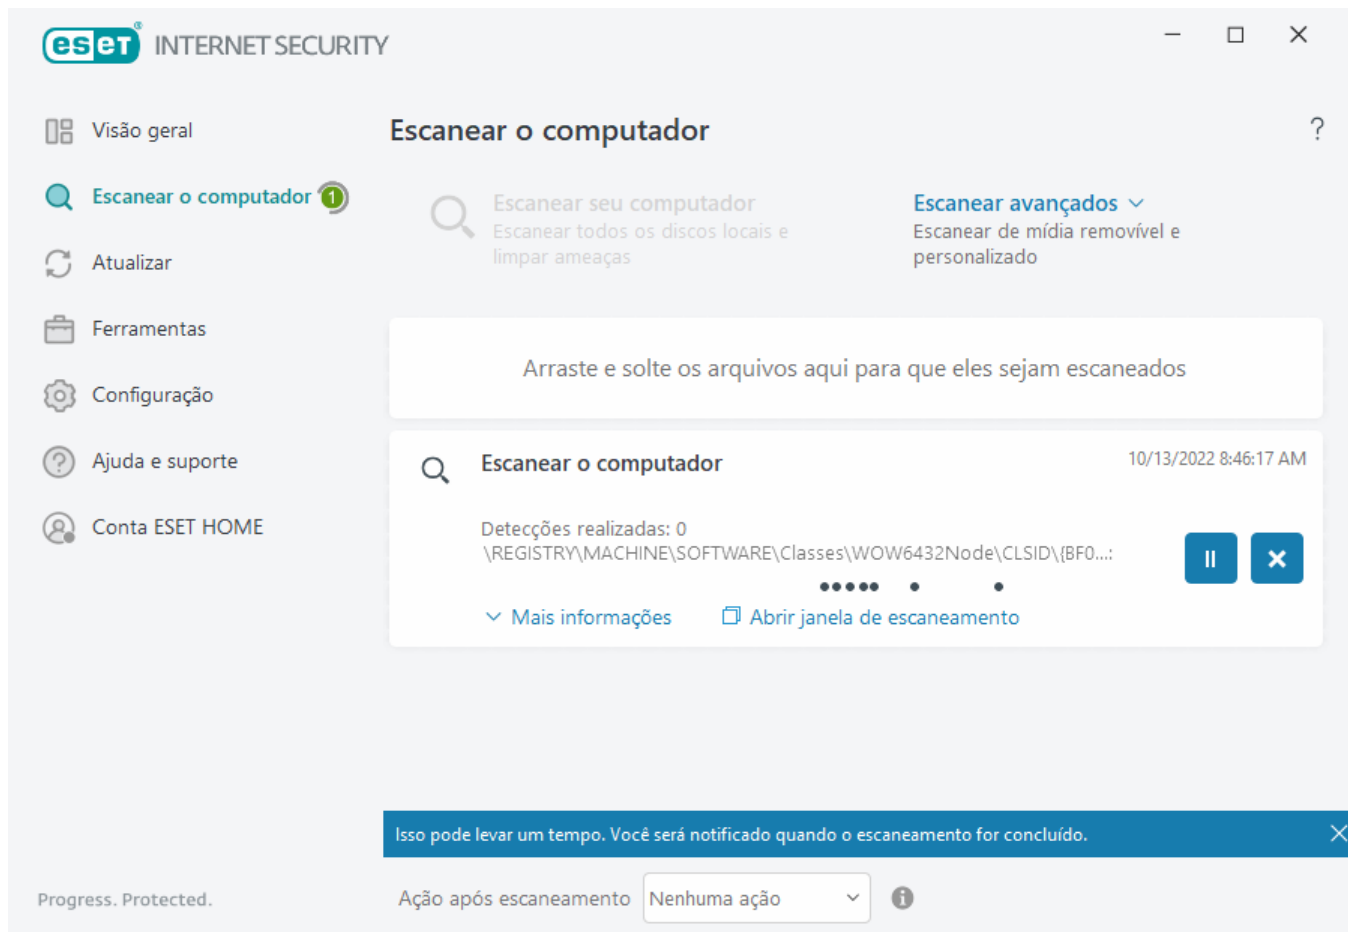 eset® INTERNET SECURITY
Visão geral
Escanear o computador 1
Atualizar
Ferramentas
Configuração
Ajuda e suporte
Conta ESET HOME
Progress. Protected.
Escanear o computador
?
Escanear seu computador
Escanear todos os discos locais e
limpar ameaças
Escanear avançados
Escanear de mídia removível e
personalizado
Arraste e solte os arquivos aqui para que eles sejam escaneados
Escanear o computador
10/13/2022 8:46:17 AM
Detecções realizadas: 0
\REGISTRY\MACHINE\SOFTWARE\Classes\WOW6432Node\CLSID\{BF0...:
Mais informações
Abrir janela de escaneamento
Isso pode levar um tempo. Você será notificado quando o escaneamento for concluído.
Ação após escaneamento
Nenhuma ação